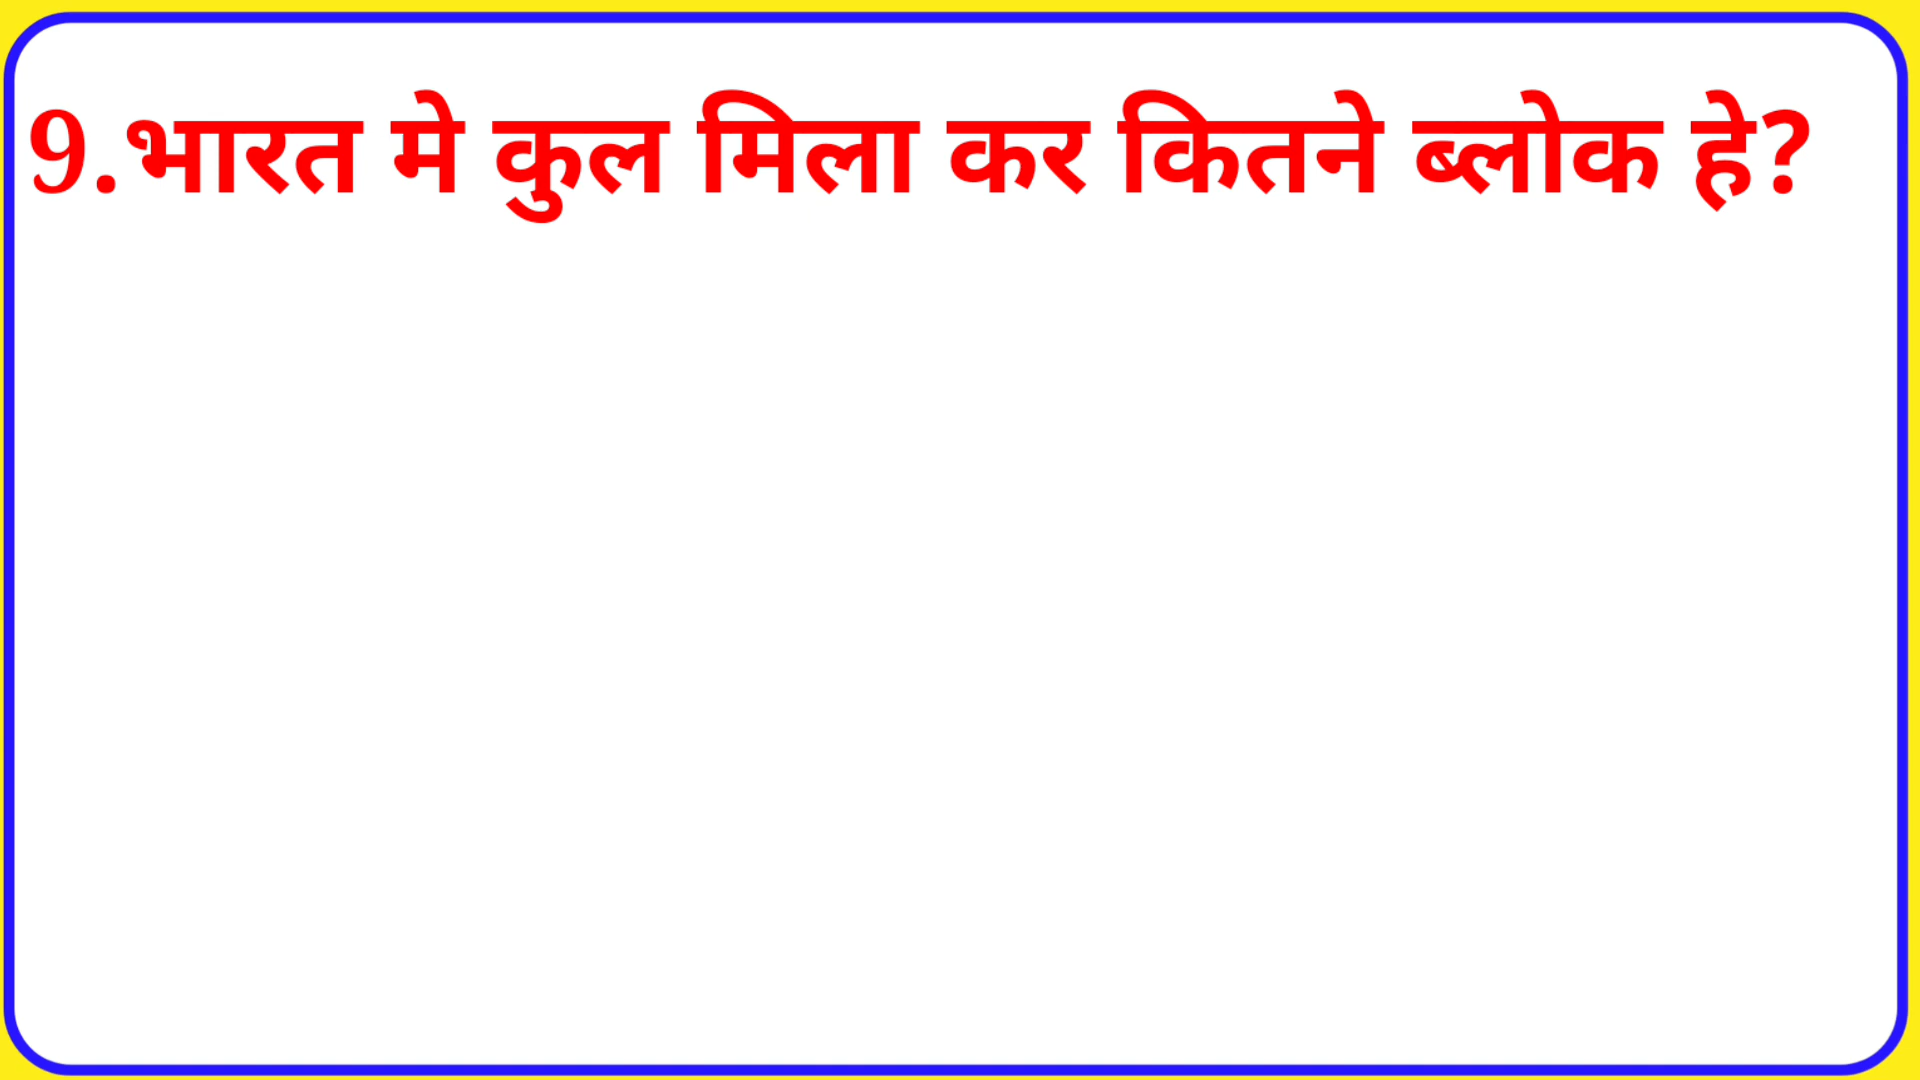 9.भारत मे कुल मिला कर कितने ब्लोक हे?